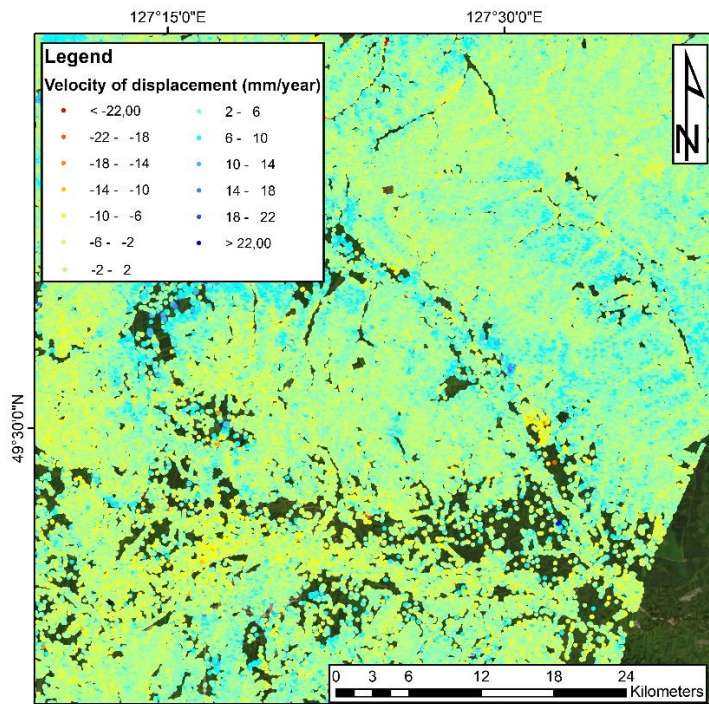 127°15'0"E 127°30'0"E
Legend
Velocity of displacement (mm/year)
< -22,00 2 - 6
-22 - -18 6 - 10
-18 - -14 10 - 14
-14 - -10 14 - 18
-10 - -6 18 - 22
-6 - -2 > 22,00
-2 - 2
N
49°30'0"N
0 3 6 12 18 24
Kilometers